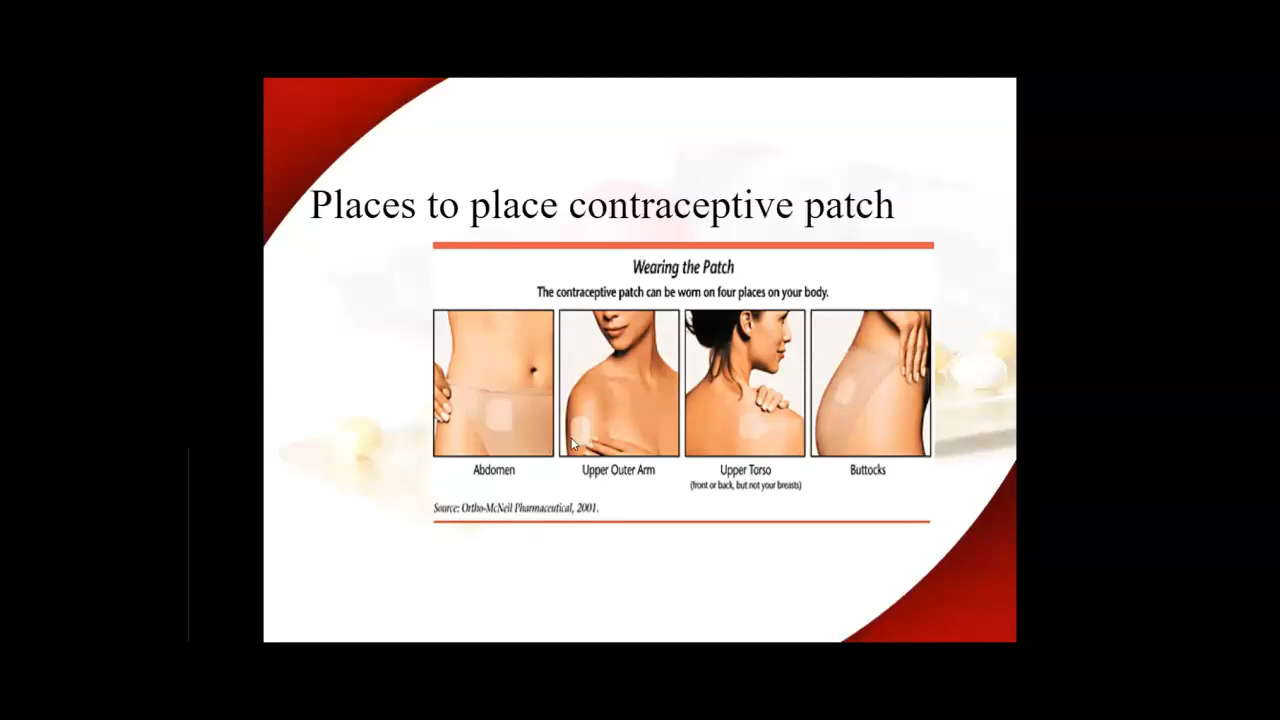 Places to place contraceptive patch
Wearing the Patch
The contraceptive patch can be worn on four places on your body.
Abdomen
Upper Outer Arm
Upper Torso
(front or back, but not your breasts)
Buttocks
Source: Ortho-McNeil Pharmaceutical, 2001.